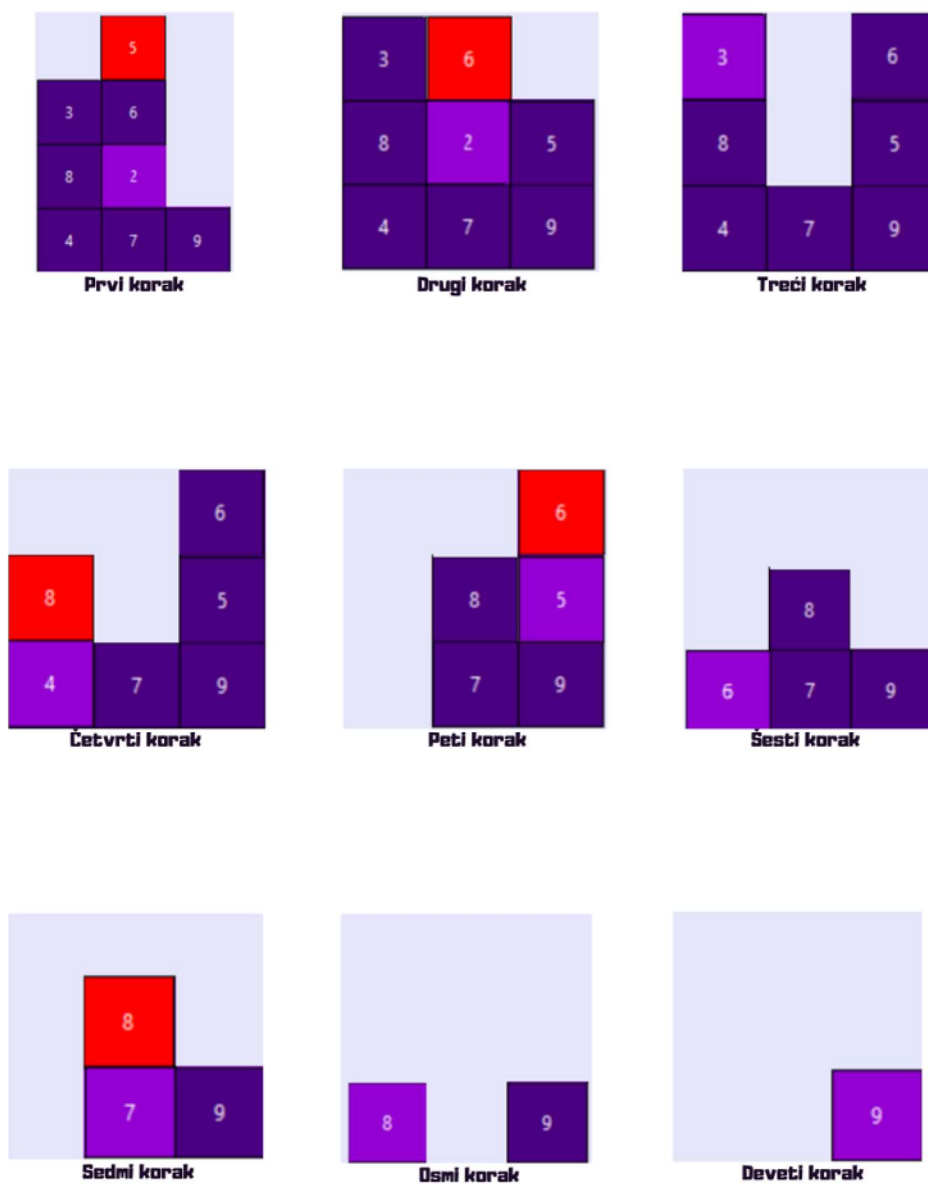 5
3 6
8 2
4 7 9
Prvi korak
3 6
8 2 5
4 7 9
Drugi korak
3 6
8 5
4 7 9
Treći korak
6
8 5
4 7 9
Četvrti korak
6
8 5
7 9
Peti korak
8
6 7 9
Šesti korak
8
7 9
Sedmi korak
8 9
Osmi korak
9
Deveti korak